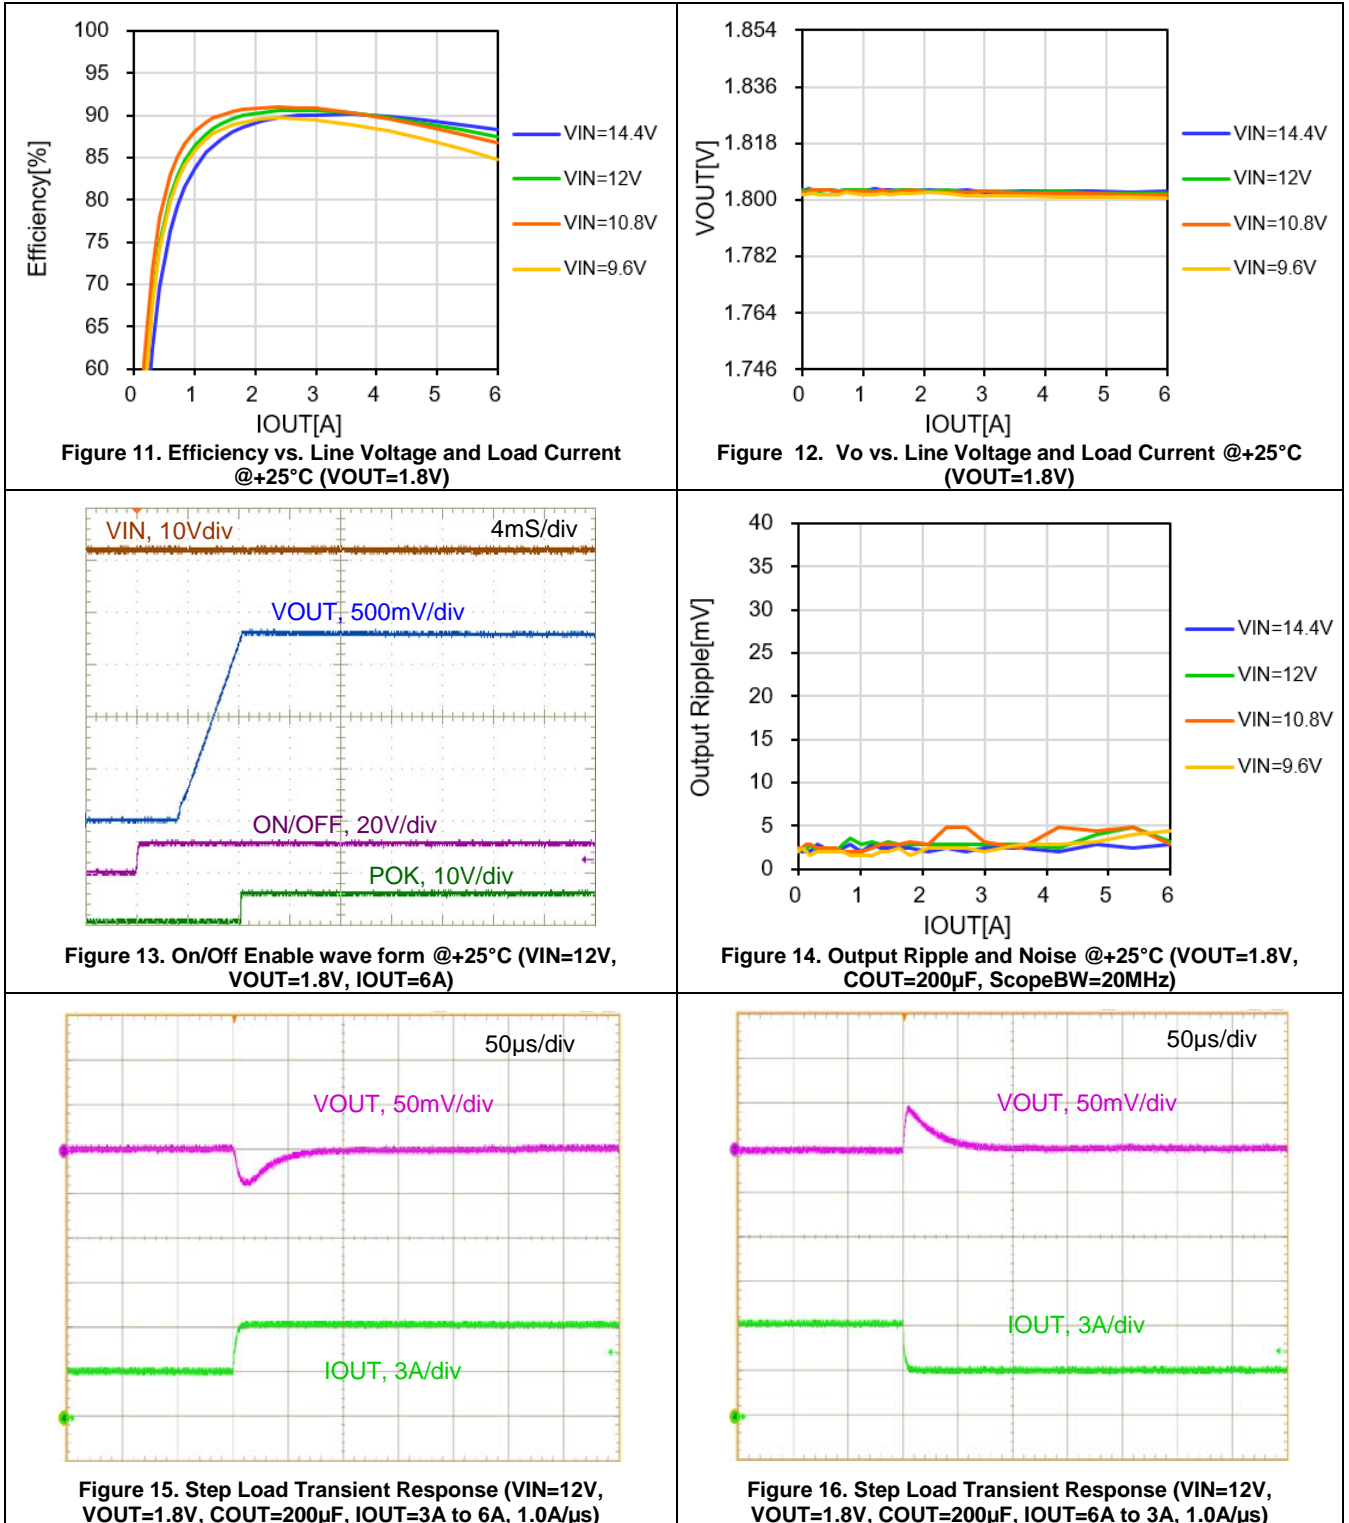 100
95
90
85
80
75
70
65
60
Efficiency[%]
0 1 2 3 4 5 6
IOUT[A]
VIN=14.4V
VIN=12V
VIN=10.8V
VIN=9.6V
Figure 11. Efficiency vs. Line Voltage and Load Current
@+25°C (VOUT=1.8V)
1.854
1.836
1.818
1.800
1.782
1.764
1.746
VOUT[V]
0 1 2 3 4 5 6
IOUT[A]
VIN=14.4V
VIN=12V
VIN=10.8V
VIN=9.6V
Figure 12. Vo vs. Line Voltage and Load Current @+25°C
(VOUT=1.8V)
VIN, 10Vdiv
4mS/div
VOUT, 500mV/div
ON/OFF, 20V/div
POK, 10V/div
Figure 13. On/Off Enable wave form @+25°C (VIN=12V,
VOUT=1.8V, IOUT=6A)
40
35
30
25
20
15
10
5
0
Output Ripple[mV]
0 1 2 3 4 5 6
IOUT[A]
VIN=14.4V
VIN=12V
VIN=10.8V
VIN=9.6V
Figure 14. Output Ripple and Noise @+25°C (VOUT=1.8V,
COUT=200µF, ScopeBW=20MHz)
50µs/div
VOUT, 50mV/div
IOUT, 3A/div
Figure 15. Step Load Transient Response (VIN=12V,
VOUT=1.8V, COUT=200µF, IOUT=3A to 6A, 1.0A/µs)
50µs/div
VOUT, 50mV/div
IOUT, 3A/div
Figure 16. Step Load Transient Response (VIN=12V,
VOUT=1.8V, COUT=200µF, IOUT=6A to 3A, 1.0A/µs)